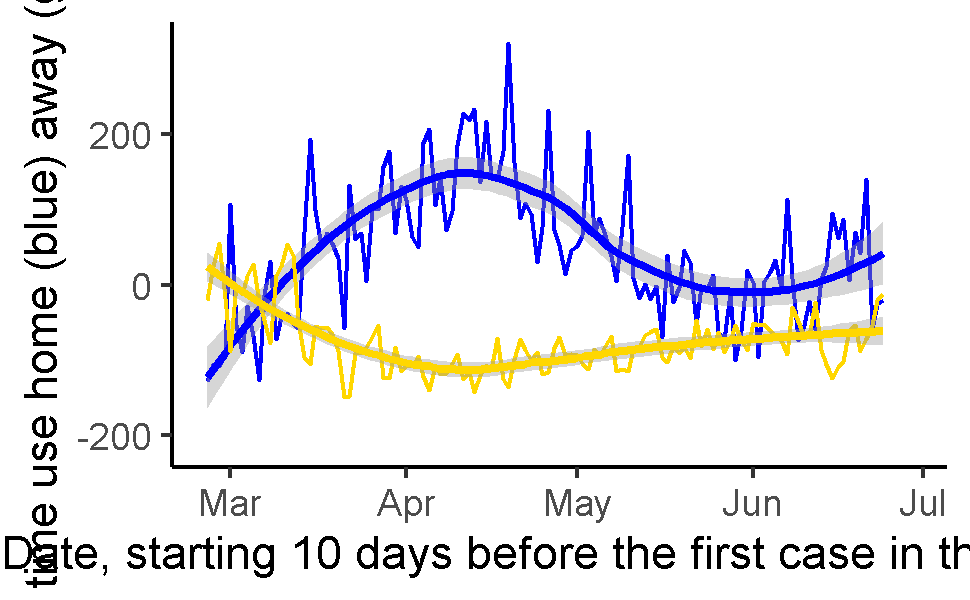 time use home (blue) away (
200
0
-200
Mar Apr May Jun Jul
Date, starting 10 days before the first case in th